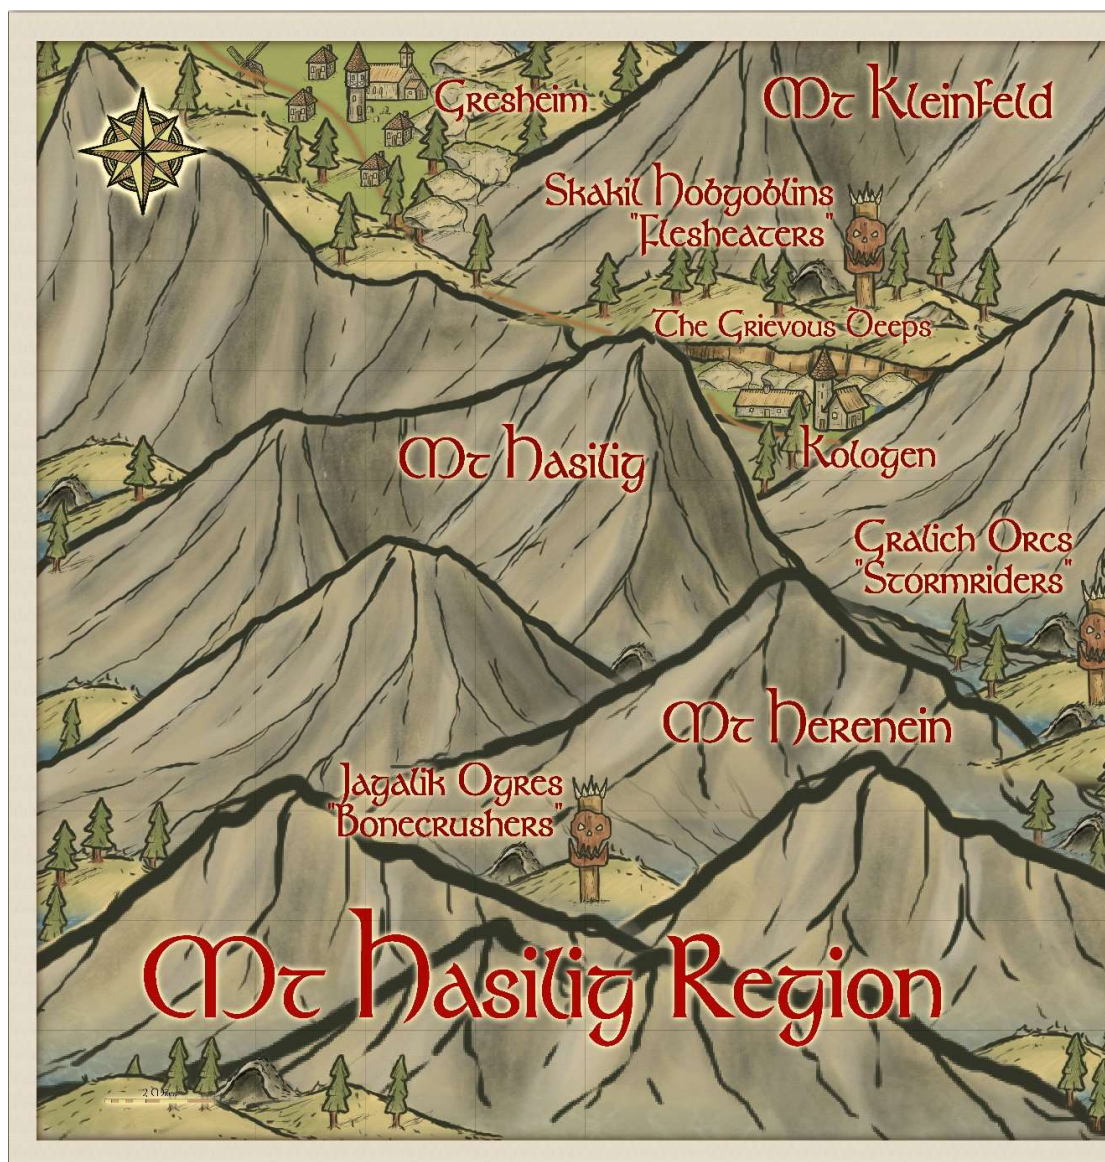 Gresheim
Mt Kleinfeld
Skakil Hobgoblins
"Flesheaters"
The Grievous Deeps
Mt Hasilig
Kologen
Gralich Orcs
"Stormriders"
Mt Herenein
Jagalik Ogres
"Bonecrushers"
Mt Hasilig Region